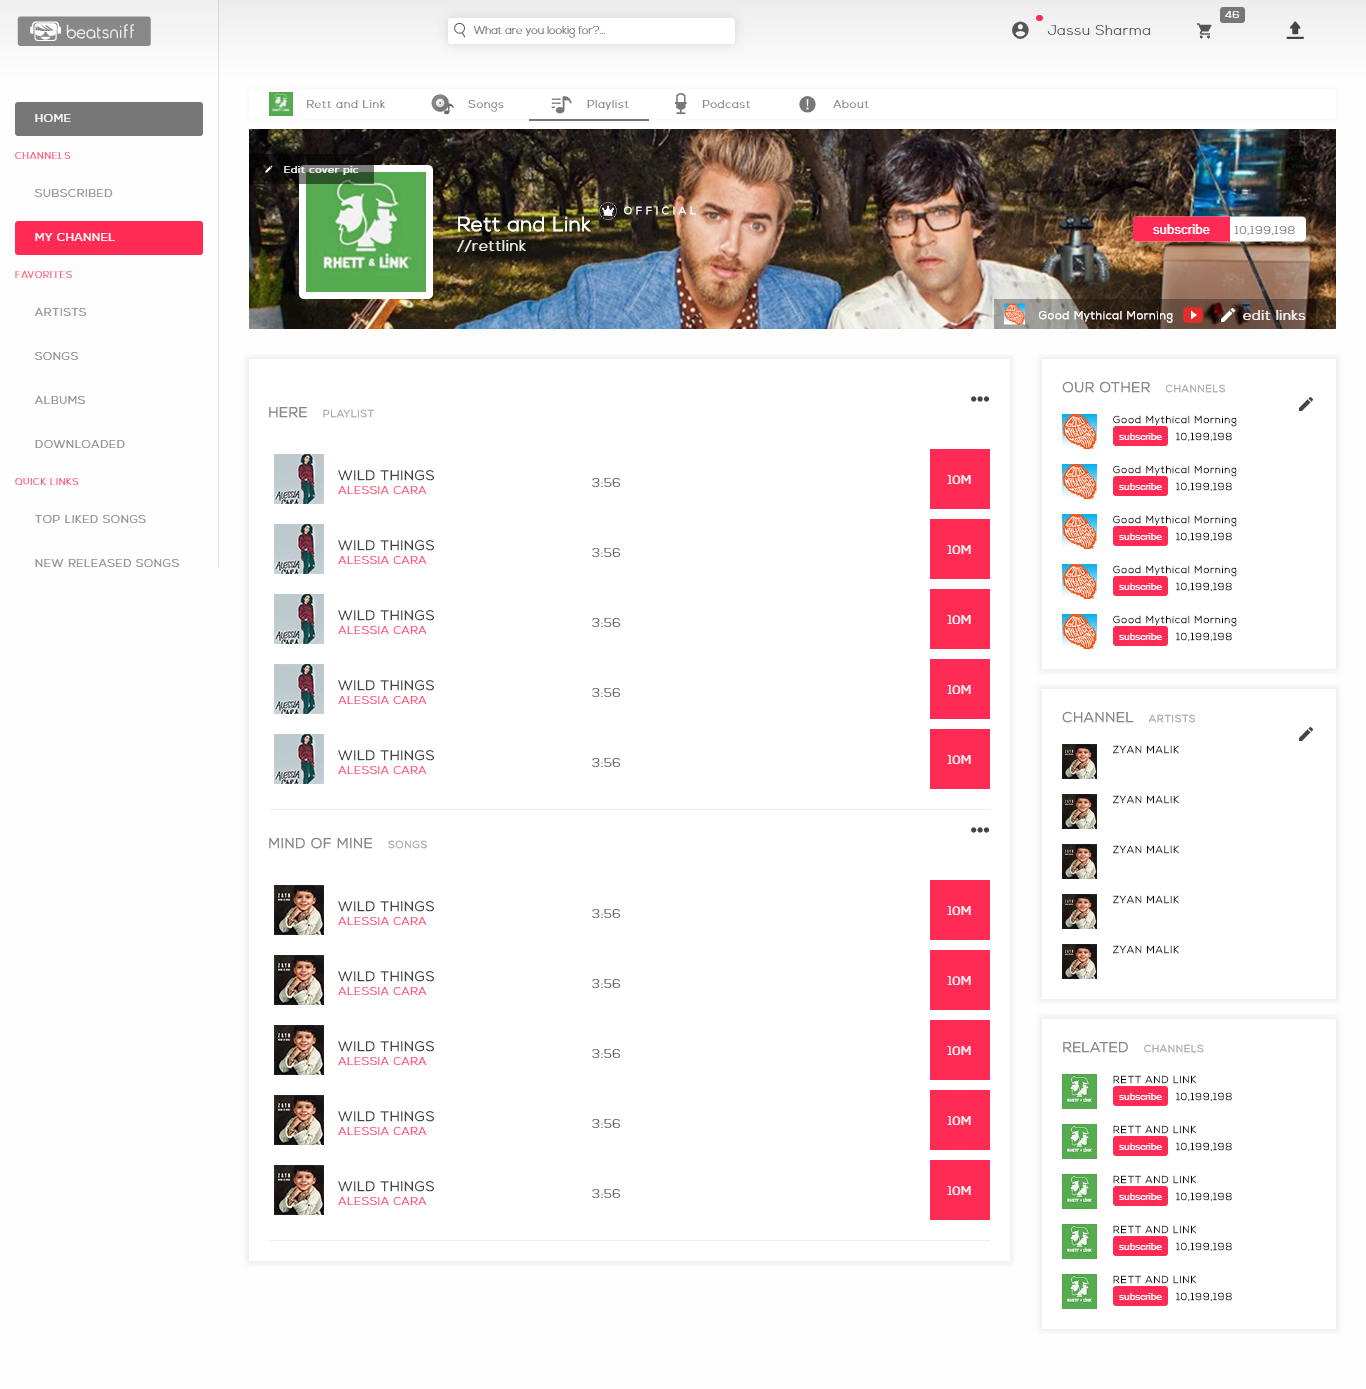 beatsniff
What are you lookig for?...
Jassu Sharma
46
HOME
CHANNELS
SUBSCRIBED
MY CHANNEL
FAVORITES
ARTISTS
SONGS
ALBUMS
DOWNLOADED
QUICK LINKS
TOP LIKED SONGS
NEW RELEASED SONGS
Rett and Link
Songs
Playlist
Podcast
About
Edit cover pic
RHETT & LINK
Rett and Link
OFFICIAL
//rettlink
subscribe 10,199,198
Good Mythical Morning
edit links
HERE PLAYLIST
WILD THINGS
ALESSIA CARA
3:56
10M
WILD THINGS
ALESSIA CARA
3:56
10M
WILD THINGS
ALESSIA CARA
3:56
10M
WILD THINGS
ALESSIA CARA
3:56
10M
WILD THINGS
ALESSIA CARA
3:56
10M
MIND OF MINE SONGS
WILD THINGS
ALESSIA CARA
3:56
10M
WILD THINGS
ALESSIA CARA
3:56
10M
WILD THINGS
ALESSIA CARA
3:56
10M
WILD THINGS
ALESSIA CARA
3:56
10M
WILD THINGS
ALESSIA CARA
3:56
10M
OUR OTHER CHANNELS
Good Mythical Morning
subscribe 10,199,198
Good Mythical Morning
subscribe 10,199,198
Good Mythical Morning
subscribe 10,199,198
Good Mythical Morning
subscribe 10,199,198
Good Mythical Morning
subscribe 10,199,198
CHANNEL ARTISTS
ZYAN MALIK
ZYAN MALIK
ZYAN MALIK
ZYAN MALIK
ZYAN MALIK
RELATED CHANNELS
RETT AND LINK
subscribe 10,199,198
RETT AND LINK
subscribe 10,199,198
RETT AND LINK
subscribe 10,199,198
RETT AND LINK
subscribe 10,199,198
RETT AND LINK
subscribe 10,199,198